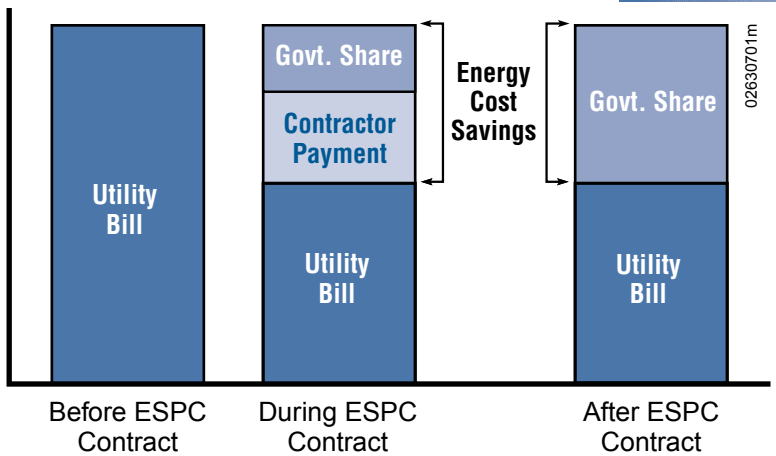 Utility
Bill
Govt. Share
Contractor
Payment
Utility
Bill
Energy
Cost
Savings
Govt. Share
Utility
Bill
02630701m
Before ESPC
Contract
During ESPC
Contract
After ESPC
Contract